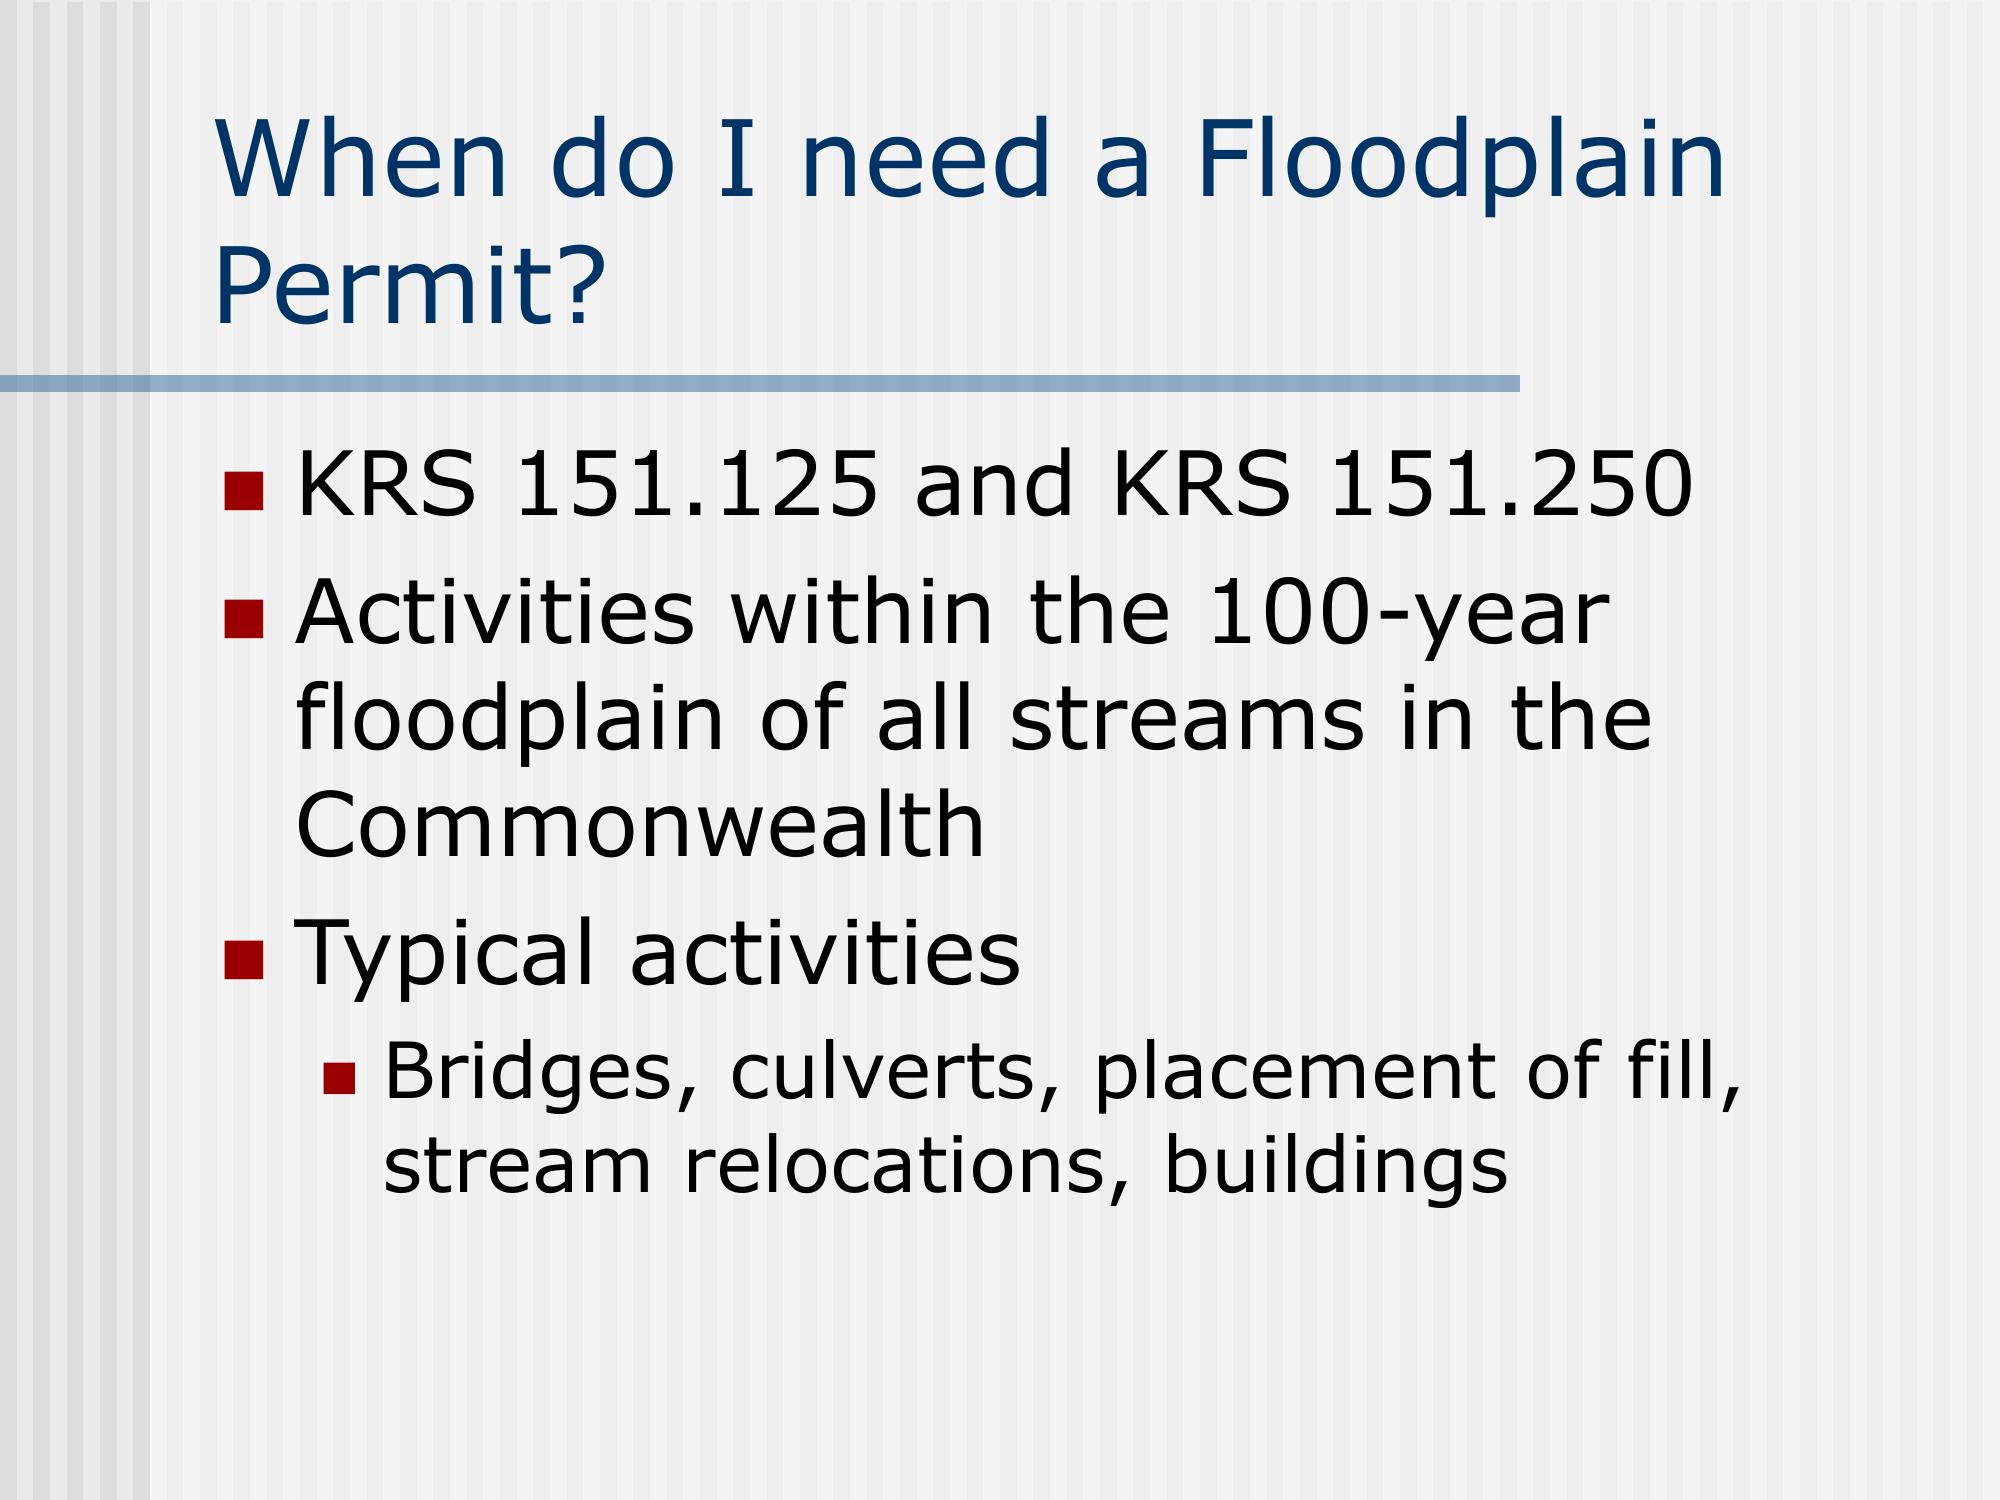 When do I need a Floodplain
Permit?
KRS 151.125 and KRS 151.250
Activities within the 100-year
floodplain of all streams in the
Commonwealth
Typical activities
Bridges, culverts, placement of fill,
stream relocations, buildings